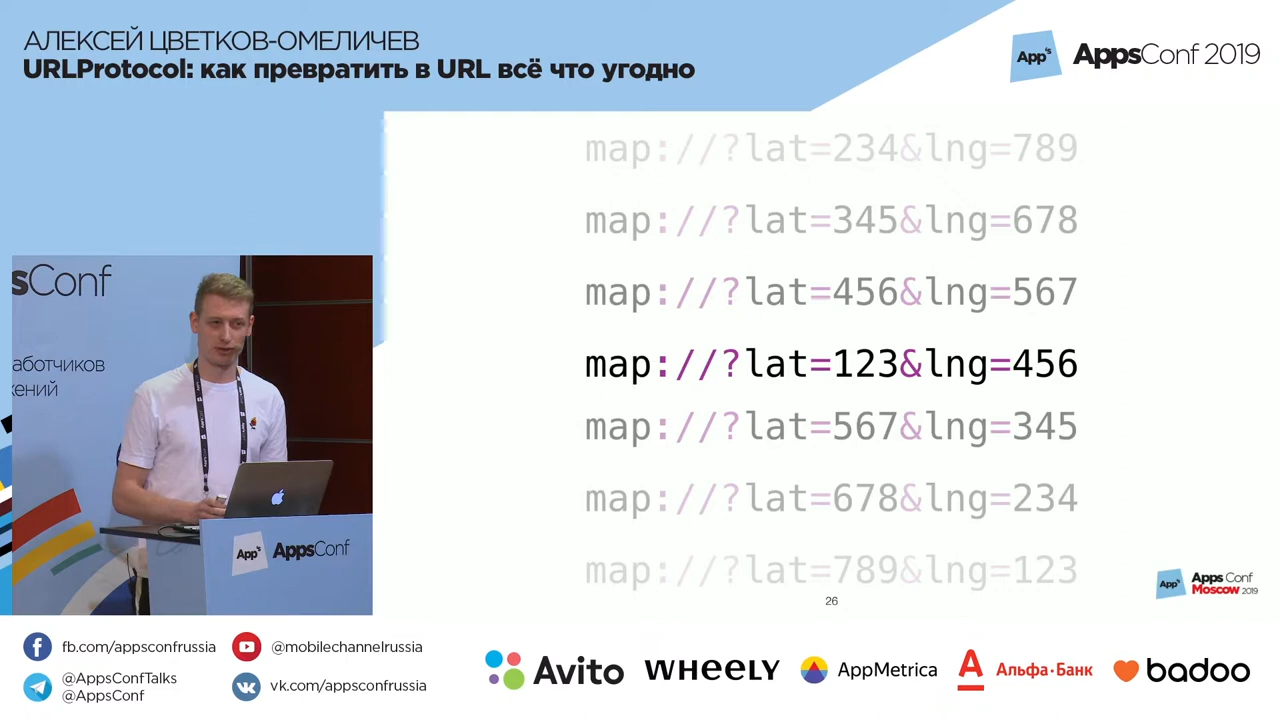 АЛЕКСЕЙ ЦВЕТКОВ-ОМЕЛИЧЕВ
URLProtocol: как превратить в URL всё что угодно
App's AppsConf 2019
map://?lat=234&lng=789
map://?lat=345&lng=678
map://?lat=456&lng=567
map://?lat=123&lng=456
map://?lat=567&lng=345
map://?lat=678&lng=234
map://?lat=789&lng=123
26
App's Apps Conf
Moscow 2019
sConf
аботчиков
жений
App's AppsConf
fb.com/appsconfrussia
@mobilechannelrussia
@AppsConfTalks
@AppsConf
vk.com/appsconfrussia
Avito
WHEELY
AppMetrica
А Альфа·Банк
badoo